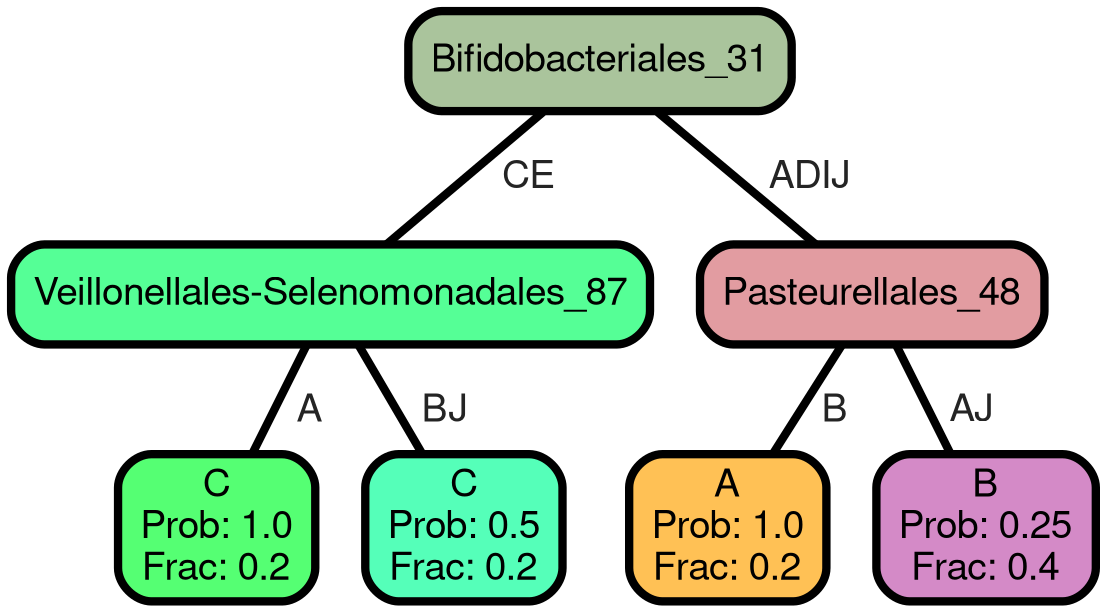 Bifidobacteriales_31
CE
ADIJ
Veillonellales-Selenomonadales_87
Pasteurellales_48
A
BJ
B
AJ
C
Prob: 1.0
Frac: 0.2
C
Prob: 0.5
Frac: 0.2
A
Prob: 1.0
Frac: 0.2
B
Prob: 0.25
Frac: 0.4